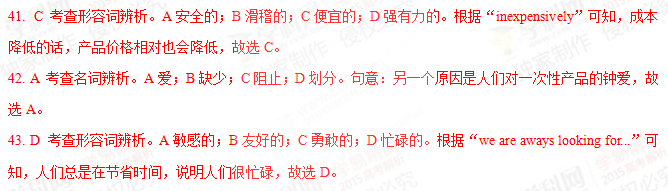 41. C 考查形容词辨析。A 安全的；B 滑稽的；C 便宜的；D 强有力的。根据“inexpensively”可知，成本
降低的话，产品价格相对也会降低，故选 C。
42. A 考查名词辨析。A 爱；B 缺少；C 阻止；D 划分。句意：另一个原因是人们对一次性产品的钟爱，故
选 A。
43. D 考查形容词辨析。A 敏感的；B 友好的；C 勇敢的；D 忙碌的。根据“we are aways looking for...”可
知，人们总是在节省时间，说明人们很忙碌，故选 D。